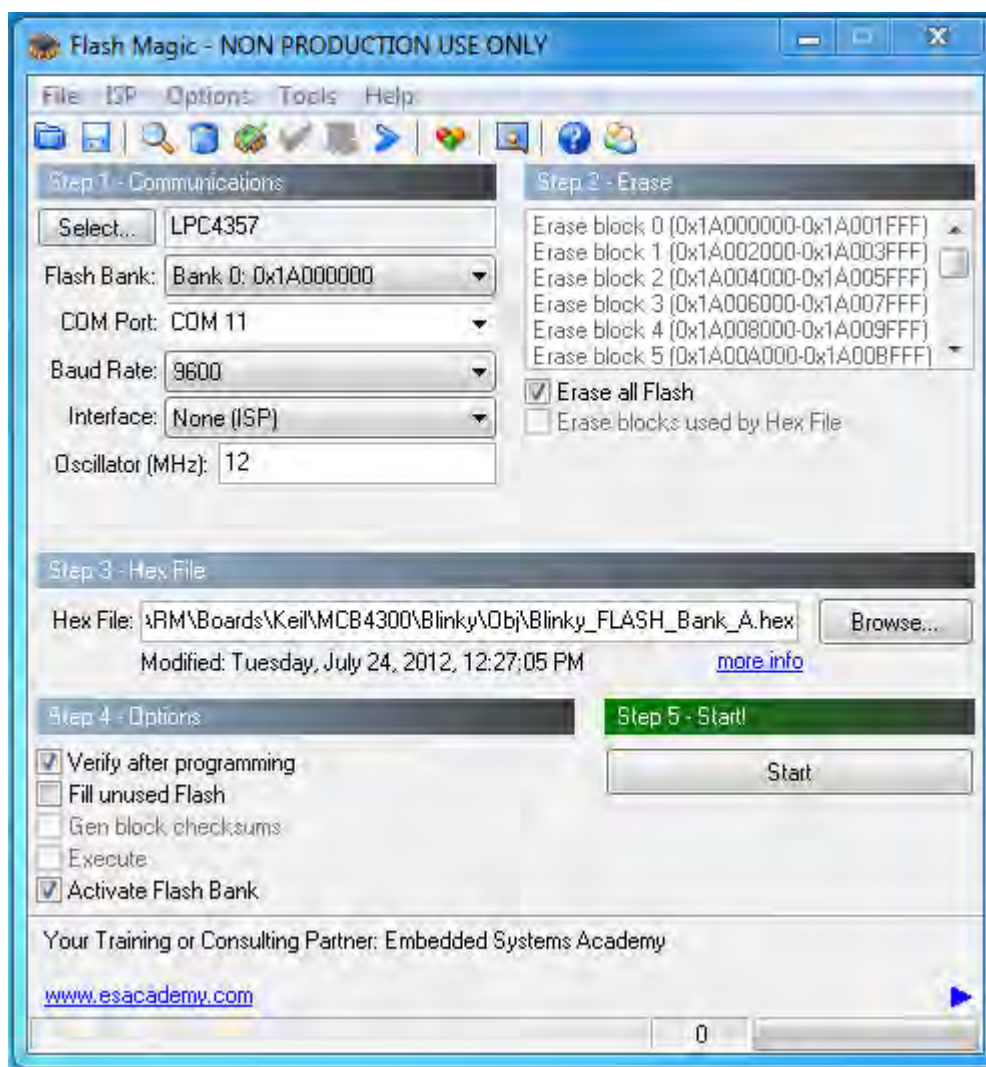 Flash Magic - NON PRODUCTION USE ONLY
File ISP Options Tools Help
Step 1 - Communications
Select... LPC4357
Flash Bank: Bank 0: 0x1A000000
COM Port: COM 11
Baud Rate: 9600
Interface: None (ISP)
Oscillator (MHz): 12
Step 2 - Erase
Erase block 0 (0x1A000000-0x1A001FFF)
Erase block 1 (0x1A002000-0x1A003FFF)
Erase block 2 (0x1A004000-0x1A005FFF)
Erase block 3 (0x1A006000-0x1A007FFF)
Erase block 4 (0x1A008000-0x1A009FFF)
Erase block 5 (0x1A00A000-0x1A00BFFF)
Erase all Flash
Erase blocks used by Hex File
Step 3 - Hex File
Hex File: \RM\Boards\Keil\MCB4300\Blinky\Obj\Blinky_FLASH_Bank_A.hex Browse...
Modified: Tuesday, July 24, 2012, 12:27:05 PM more info
Step 4 - Options
Verify after programming
Fill unused Flash
Gen block checksums
Execute
Activate Flash Bank
Step 5 - Start!
Start
Your Training or Consulting Partner: Embedded Systems Academy
www.esacademy.com
0